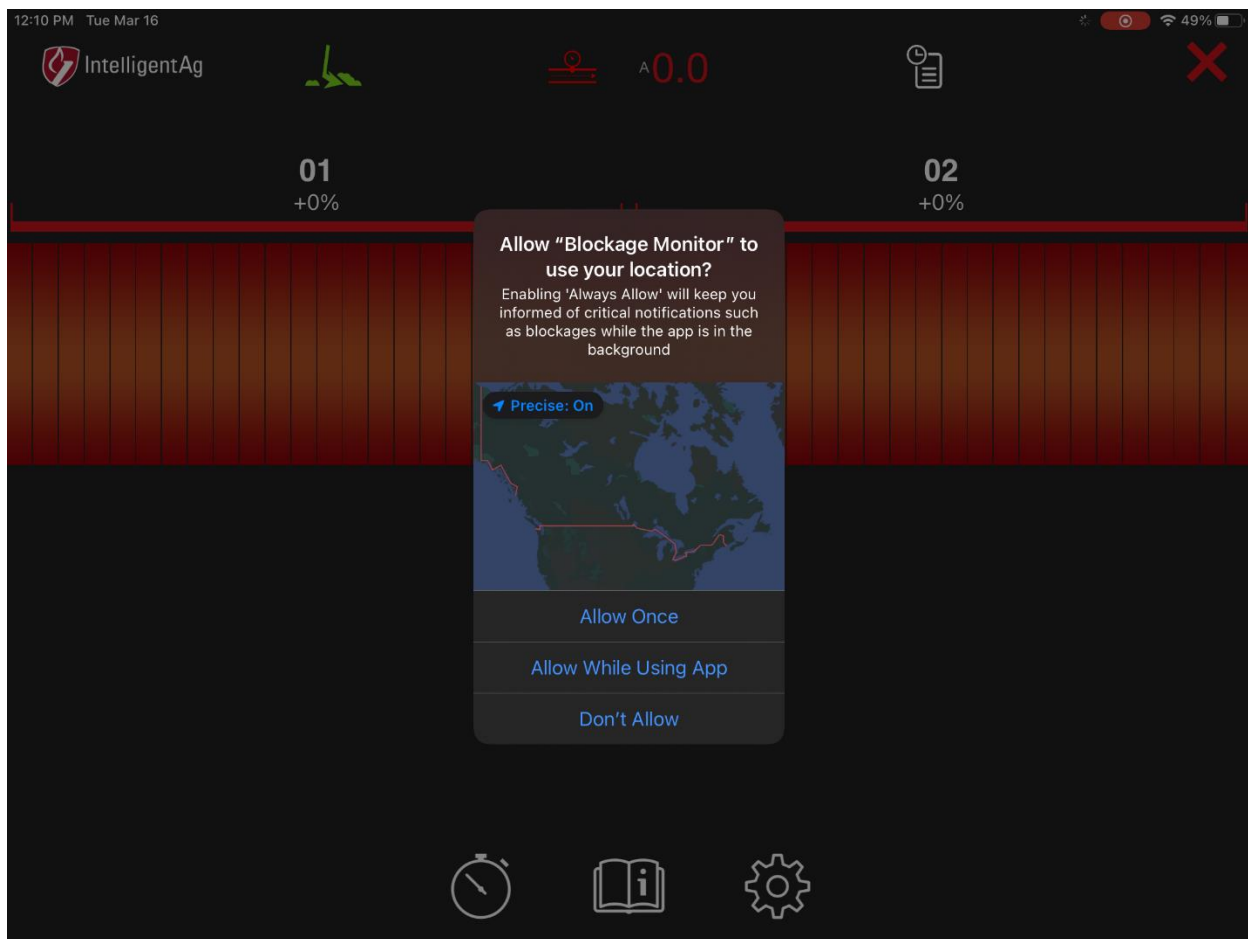 12:10 PM Tue Mar 16
49%
IntelligentAg
A0.0
01
02
+0%
+0%
Allow “Blockage Monitor” to
use your location?
Enabling 'Always Allow' will keep you
informed of critical notifications such
as blockages while the app is in the
background
Precise: On
Allow Once
Allow While Using App
Don’t Allow
i